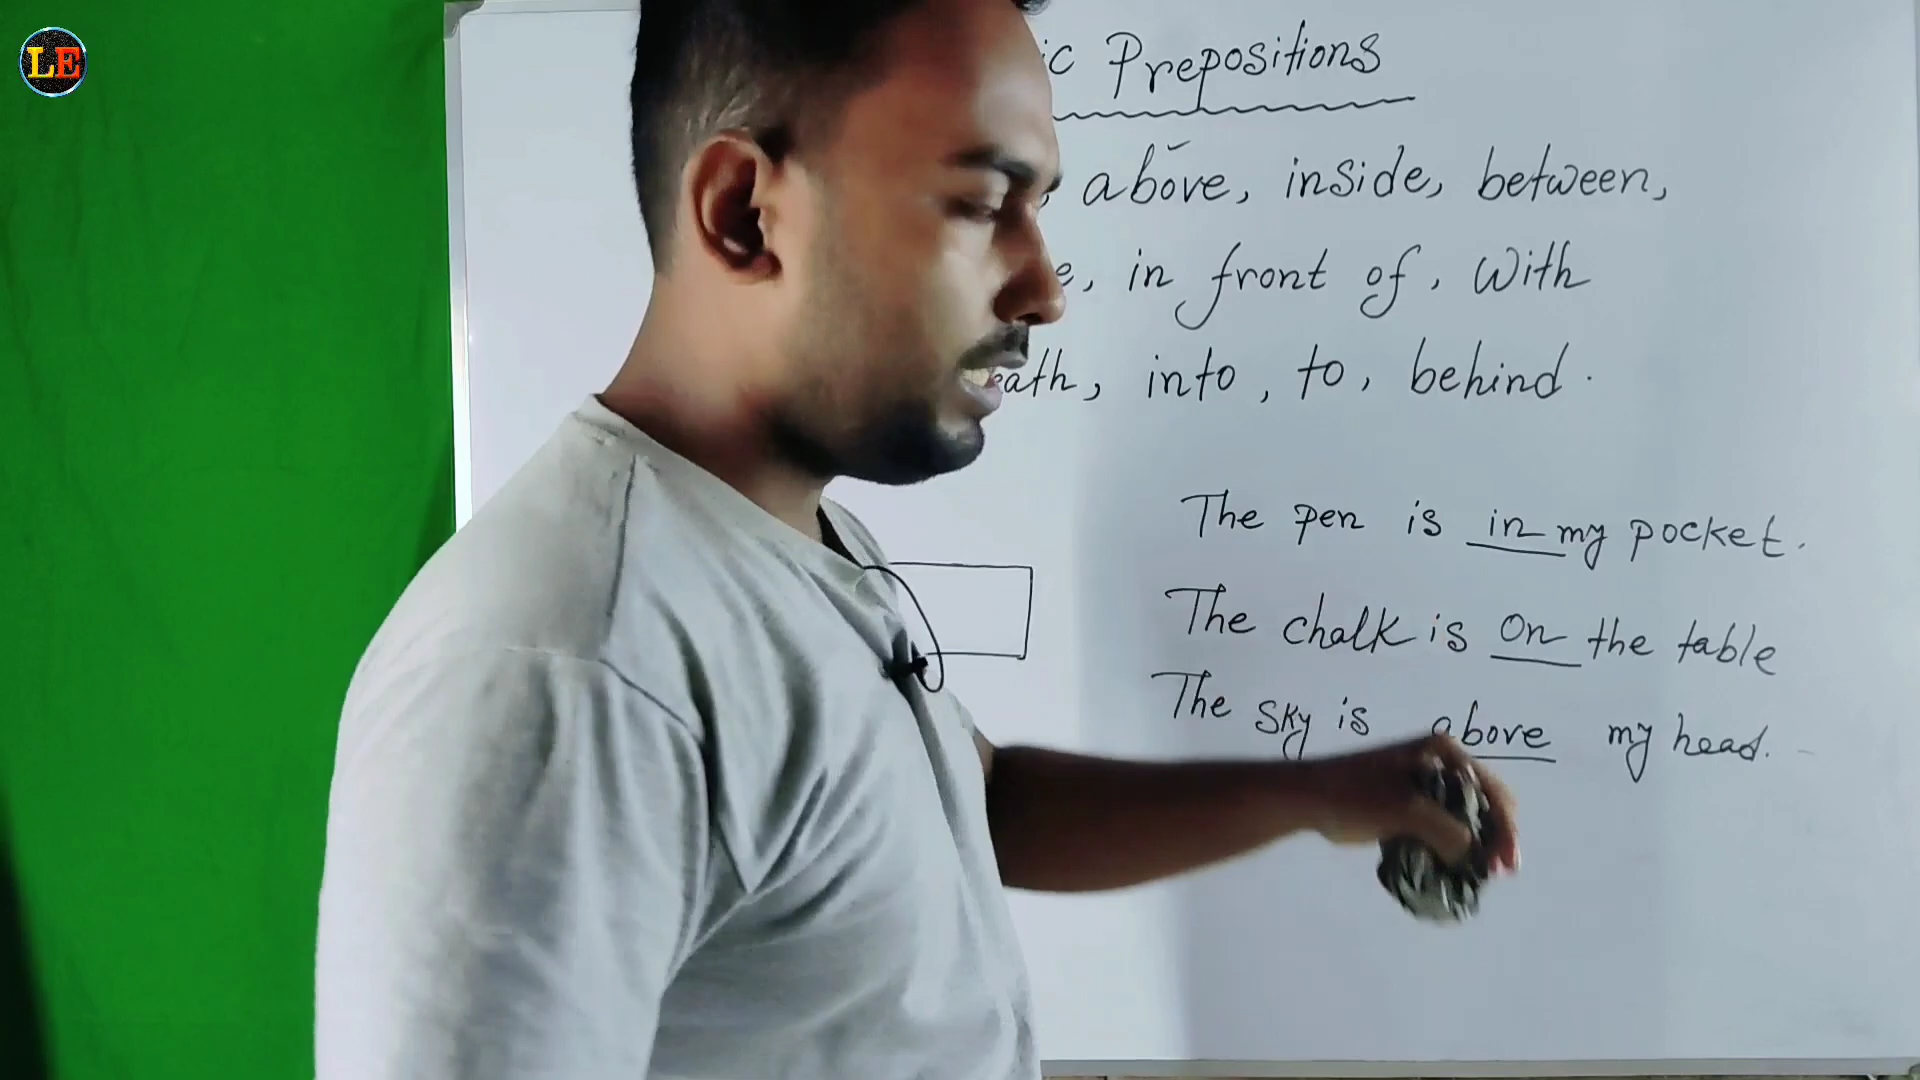 LE
Prepositions
above, inside, between,
in front of, With
into, to, behind.
The pen is in my pocket.
The chalk is on the table
The sky is above my head.